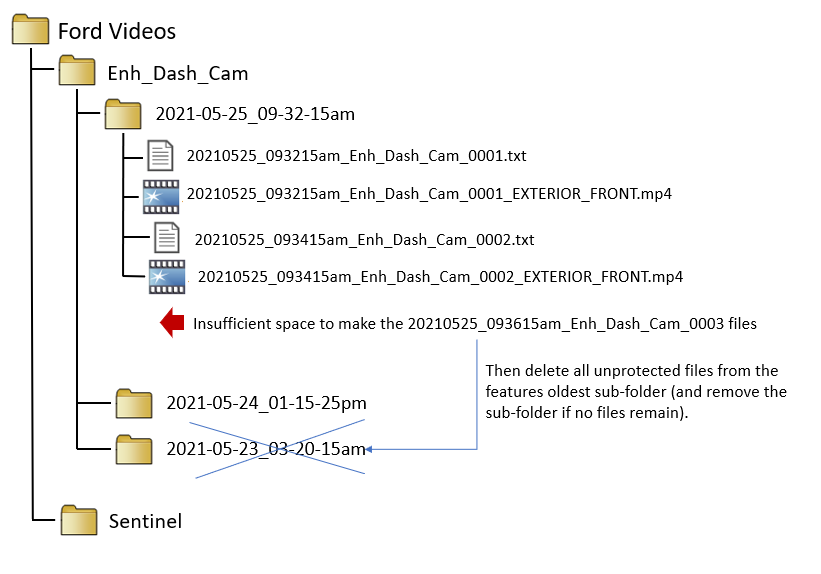 Ford Videos
Enh_Dash_Cam
2021-05-25_09-32-15am
20210525_093215am_Enh_Dash_Cam_0001.txt
20210525_093215am_Enh_Dash_Cam_0001_EXTERIOR_FRONT.mp4
20210525_093415am_Enh_Dash_Cam_0002.txt
20210525_093415am_Enh_Dash_Cam_0002_EXTERIOR_FRONT.mp4
Insufficient space to make the 20210525_093615am_Enh_Dash_Cam_0003 files
Then delete all unprotected files from the
features oldest sub-folder (and remove the
sub-folder if no files remain).
2021-05-24_01-15-25pm
2021-05-23_03-20-15am
Sentinel